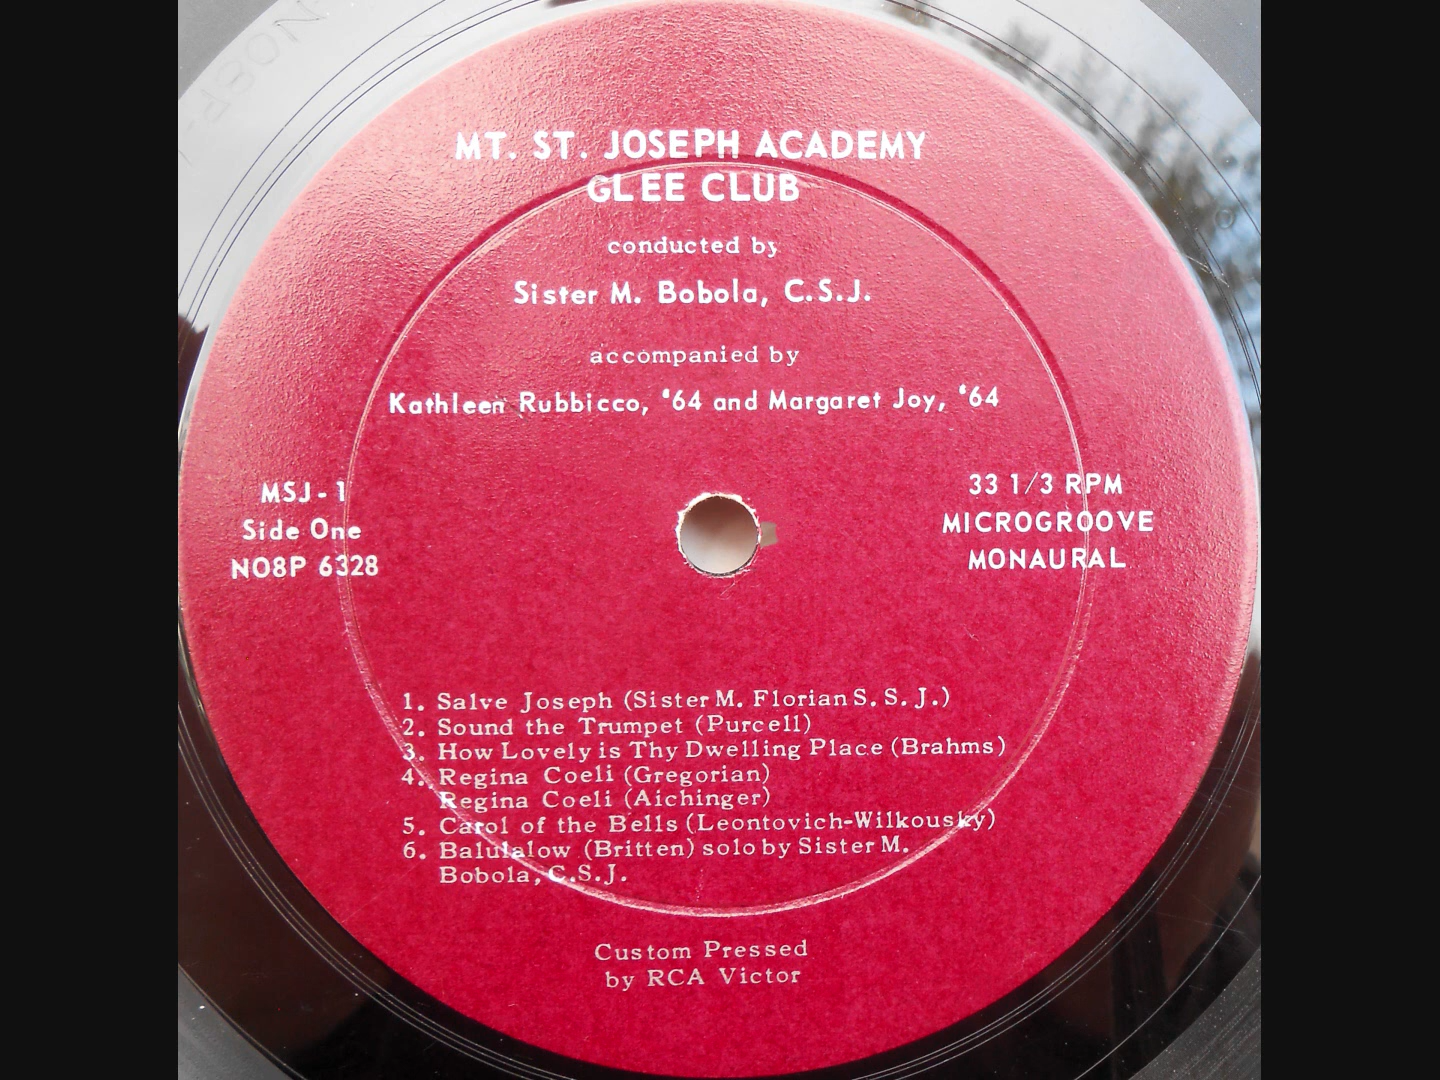 MT. ST. JOSEPH ACADEMY
GLEE CLUB
conducted by
Sister M. Bobola, C.S.J.
accompanied by
Kathleen Rubbicco, '64 and Margaret Joy, '64
MSJ-1
Side One
NO8P 6328
33 1/3 RPM
MICROGROOVE
MONAURAL
1. Salve Joseph (Sister M. Florian S. S. J.)
2. Sound the Trumpet (Purcell)
3. How Lovely is Thy Dwelling Place (Brahms)
4. Regina Coeli (Gregorian)
Regina Coeli (Aichinger)
5. Carol of the Bells (Leontovich-Wilkousky)
6. Balulalow (Britten) solo by Sister M.
Bobola, C.S.J.
Custom Pressed
by RCA Victor